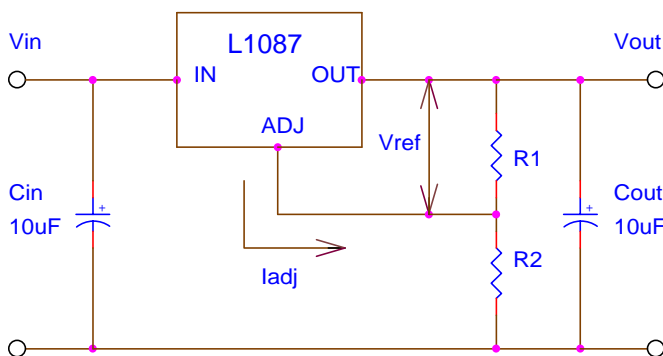 Vin
L1087
Vout
IN
OUT
ADJ
Vref
R1
Cin
10uF
+
Iadj
R2
Cout
10uF
+